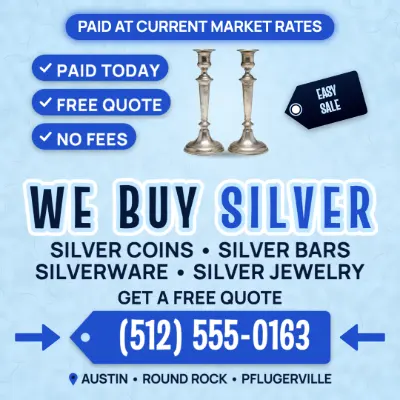 PAID AT CURRENT MARKET RATES
PAID TODAY
FREE QUOTE
NO FEES
EASY
SALE
WE BUY SILVER
SILVER COINS • SILVER BARS
SILVERWARE • SILVER JEWELRY
GET A FREE QUOTE
(512) 555-0163
AUSTIN • ROUND ROCK • PFLUGERVILLE